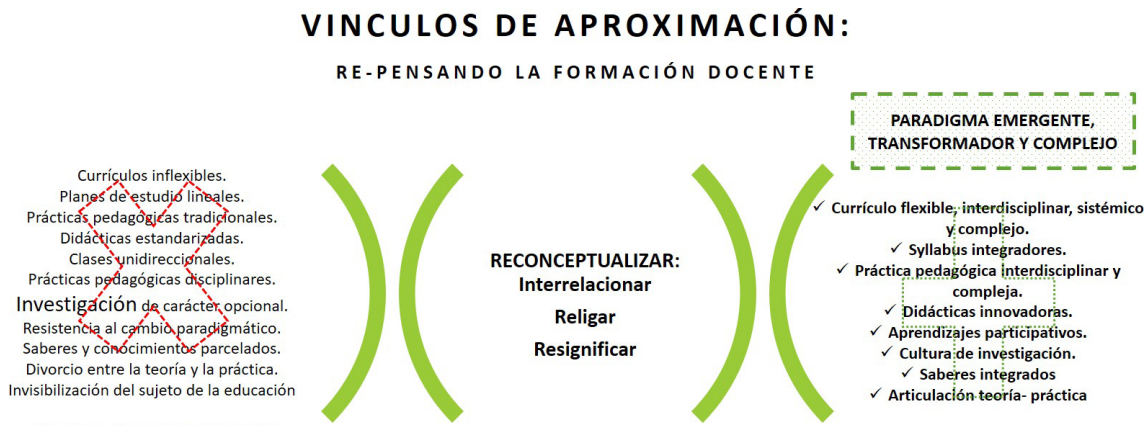 VINCULOS DE APROXIMACIÓN:
RE-PENSANDO LA FORMACIÓN DOCENTE
Currículos inflexibles.
Planes de estudio lineales.
Prácticas pedagógicas tradicionales.
Didácticas estandarizadas.
Clases unidireccionales.
Prácticas pedagógicas disciplinares.
Investigación de carácter opcional.
Resistencia al cambio paradigmático.
Saberes y conocimientos parcelados.
Divorcio entre la teoría y la práctica.
Invisibilización del sujeto de la educación
RECONCEPTUALIZAR:
Interrelacionar
Religar
Resignificar
PARADIGMA EMERGENTE,
TRANSFORMADOR Y COMPLEJO
✓ Currículo flexible, interdisciplinar, sistémico
y complejo.
✓ Syllabus integradores.
✓ Práctica pedagógica interdisciplinar y
compleja.
✓ Didácticas innovadoras.
✓ Aprendizajes participativos.
✓ Cultura de investigación.
✓ Saberes integrados
✓ Articulación teoría- práctica